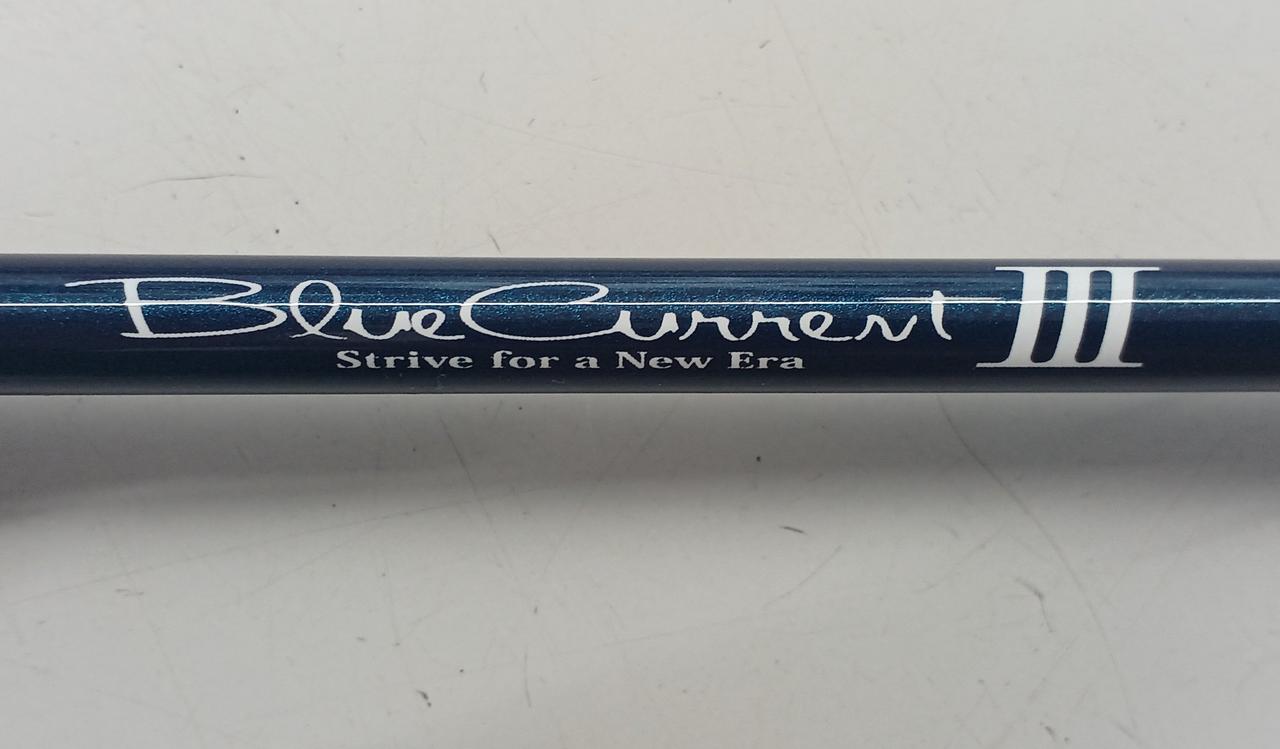 BlueCurrent III
Strive for a New Era